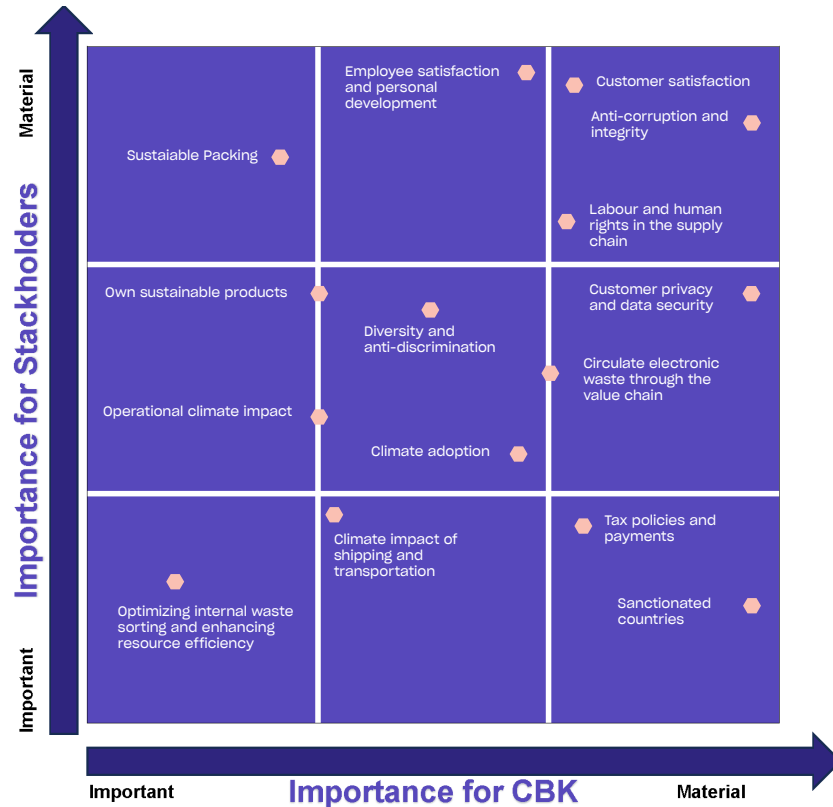 Material
Importance for Stackholders
Important
Employee satisfaction
and personal
development
Customer satisfaction
Anti-corruption and
integrity
Sustaiable Packing
Labour and human
rights in the supply
chain
Own sustainable products
Diversity and
anti-discrimination
Customer privacy
and data security
Circulate electronic
waste through the
value chain
Operational climate impact
Climate adoption
Climate impact of
shipping and
transportation
Tax policies and
payments
Optimizing internal waste
sorting and enhancing
resource efficiency
Sanctionated
countries
Important
Importance for CBK
Material